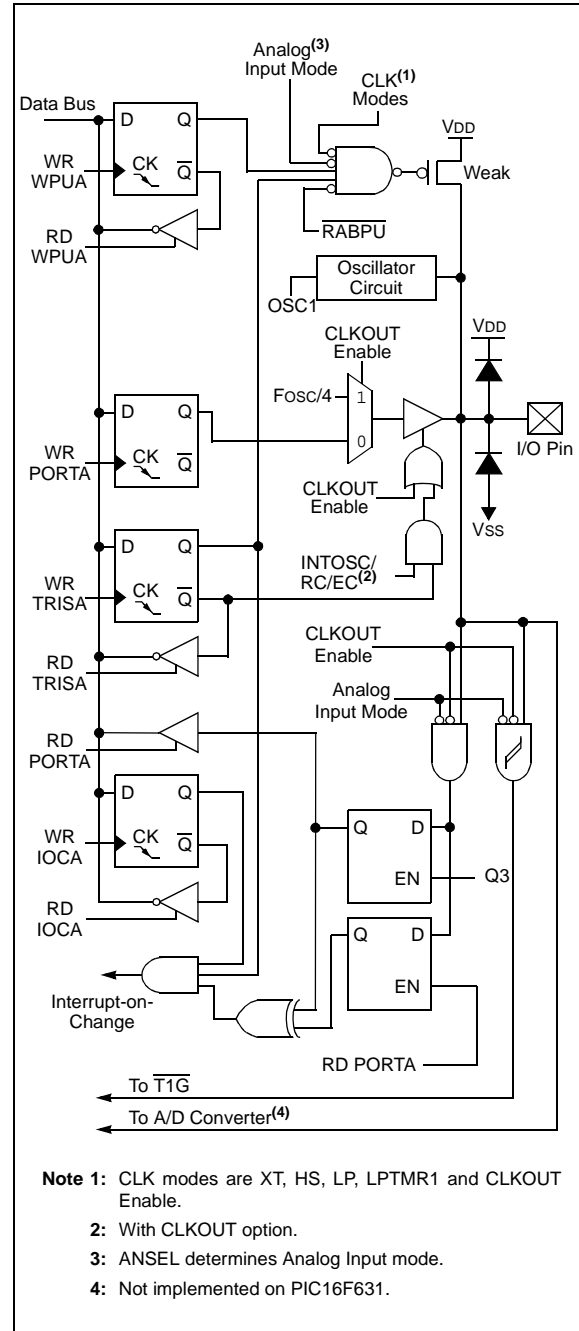 Analog(3)
Input Mode
CLK(1)
Modes
Data Bus
VDD
D Q
WR
WPUA
CK Q
Weak
RD
WPUA
RABPU
Oscillator
Circuit
OSC1
CLKOUT
Enable
VDD
FOSC/4
1
D Q
0
I/O Pin
WR
PORTA
CK Q
CLKOUT
Enable
VSS
D Q
INTOSC/
RC/EC(2)
WR
TRISA
CK Q
CLKOUT
Enable
RD
TRISA
Analog
Input Mode
RD
PORTA
D Q
WR
IOCA
CK Q
Q D
EN
Q3
RD
IOCA
Q D
EN
Interrupt-on-
Change
RD PORTA
To T1G
To A/D Converter(4)
Note 1: CLK modes are XT, HS, LP, LPTMR1 and CLKOUT
Enable.
2: With CLKOUT option.
3: ANSEL determines Analog Input mode.
4: Not implemented on PIC16F631.